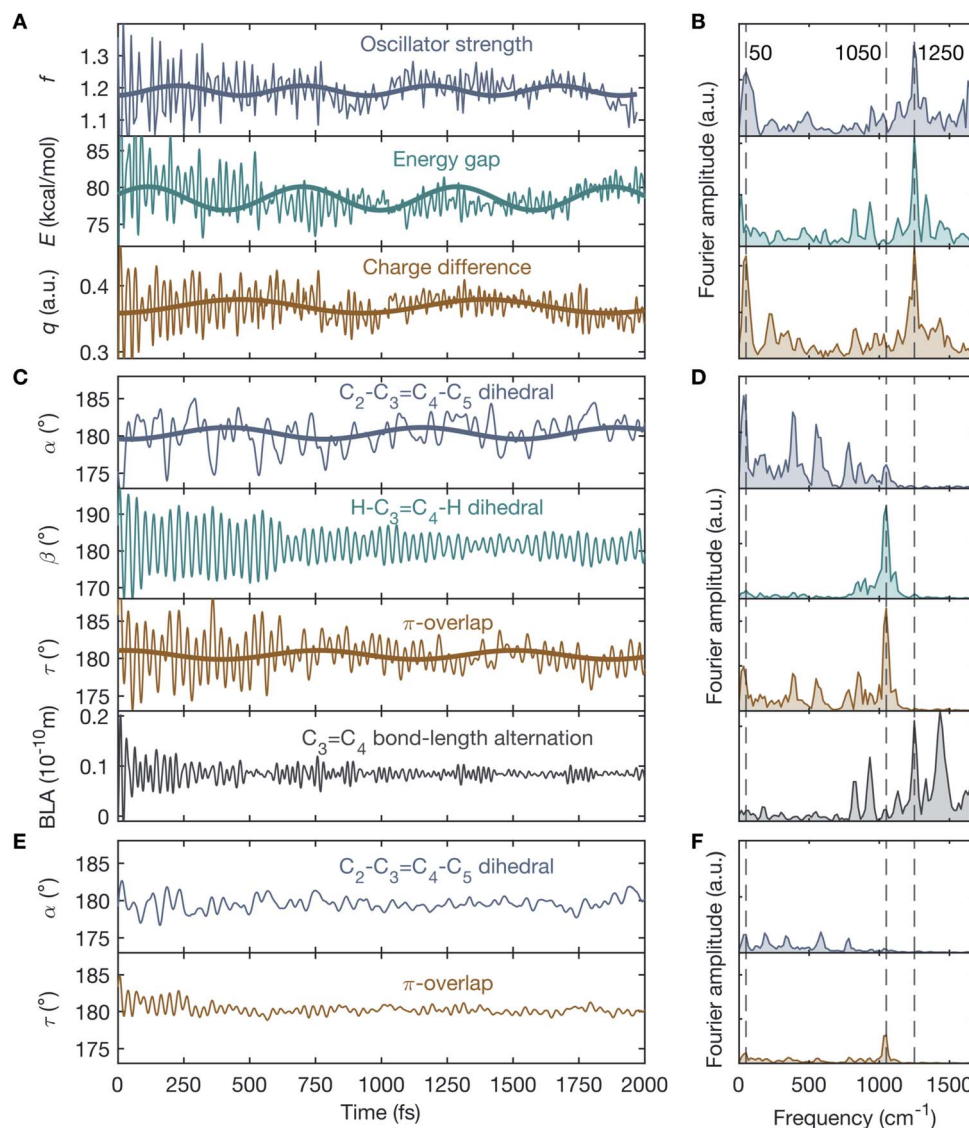 A
B
Oscillator strength
f
1.3
1.2
1.1
50
1050
1250
Energy gap
E (kcal/mol)
85
80
75
Charge difference
q (a.u.)
0.4
0.3
Fourier amplitude (a.u.)
C
D
C₂-C₃=C₄-C₅ dihedral
α (°)
185
180
175
H-C₃=C₄-H dihedral
β (°)
190
180
170
π-overlap
τ (°)
185
180
175
C₃=C₄ bond-length alternation
BLA (10⁻¹⁰m)
0.2
0.1
0
Fourier amplitude (a.u.)
E
F
C₂-C₃=C₄-C₅ dihedral
α (°)
185
180
175
π-overlap
τ (°)
185
180
175
Fourier amplitude (a.u.)
0 250 500 750 1000 1250 1500 1750 2000
Time (fs)
0 500 1000 1500
Frequency (cm⁻¹)